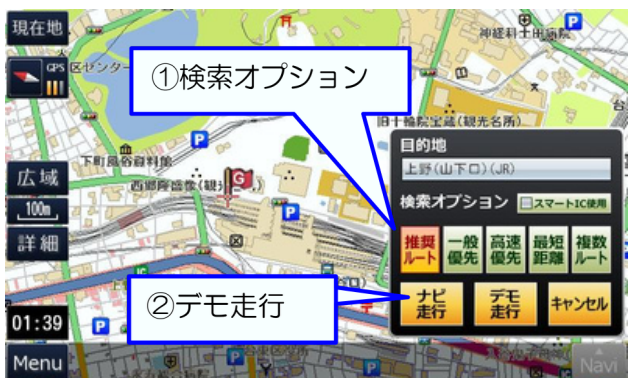 現在地
GPS
区センター
①検索オプション
神経科土田病院
旧十輪院宝蔵(観光名所)
下町風俗資料館
西郷隆盛像(観光
G
P
広域
100m
詳細
目的地
上野(山下口)(JR)
検索オプション
スマートIC使用
推奨
ルート
一般
優先
高速
優先
最短
距離
複数
ルート
ナビ
走行
デモ
走行
キャンセル
②デモ走行
01:39
Menu
Navi